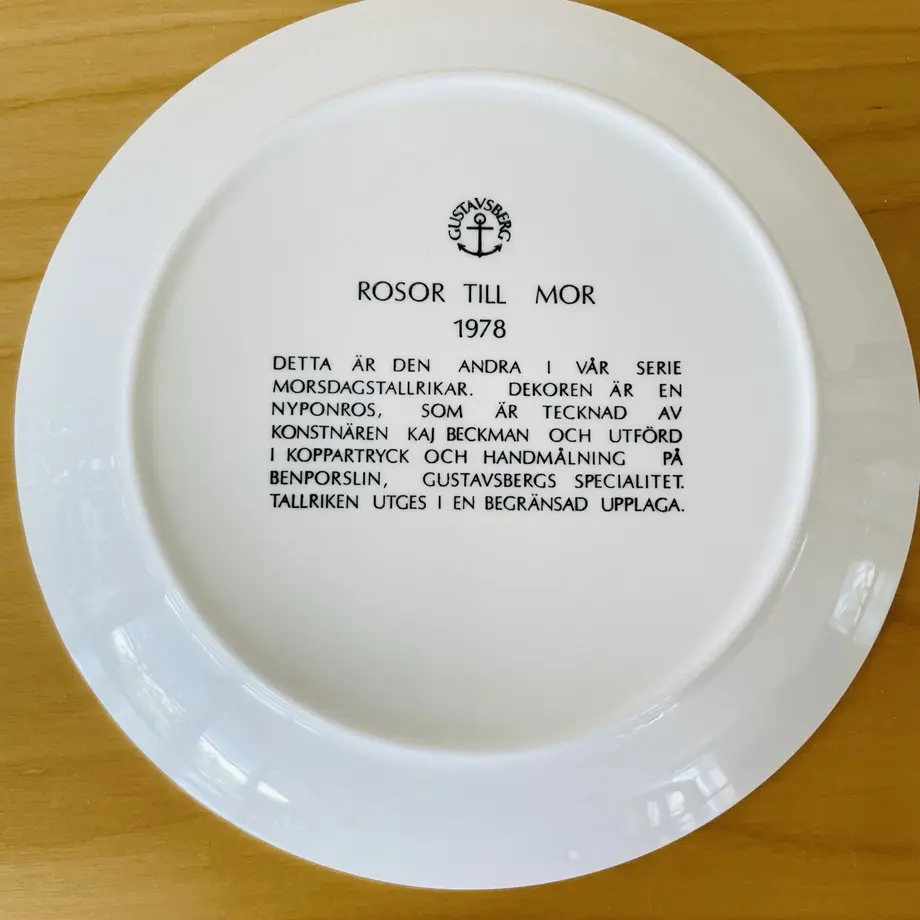 GUSTAVSBERG
ROSOR TILL MOR
1978
DETTA ÄR DEN ANDRA I VÅR SERIE
MORSDAGSTALLRIKAR. DEKOREN ÄR EN
NYPONROS, SOM ÄR TECKNAD AV
KONSTNÄREN KAJ BECKMAN OCH UTFÖRD
I KOPPARTRYCK OCH HANDMÅLNING PÅ
BENPORSLIN, GUSTAVSBERGS SPECIALITET.
TALLRIKEN UTGES I EN BEGRÄNSAD UPPLAGA.